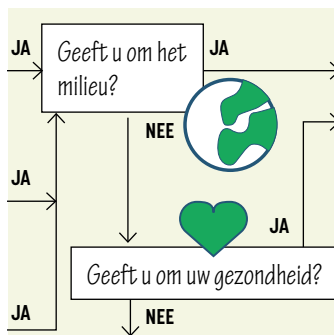 JA
Geeft u om het
milieu?
JA
NEE
JA
JA
Geeft u om uw gezondheid?
JA
NEE